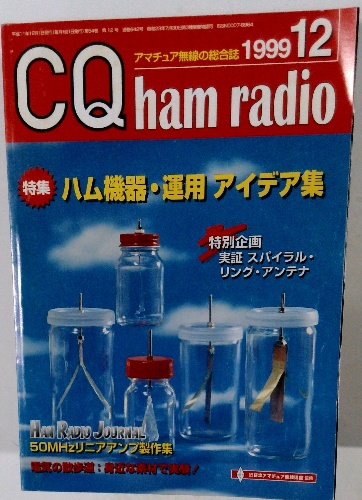 アマチュア無線の総合誌 1999 12
CQ ham radio
特集 ハム機器・運用 アイデア集
特別企画
実証 スパイラル・
リング・アンテナ
HAM RADIO JOURNAL
50MHzリニアアンプ製作集
電気の散歩道：身近な素材で実験！